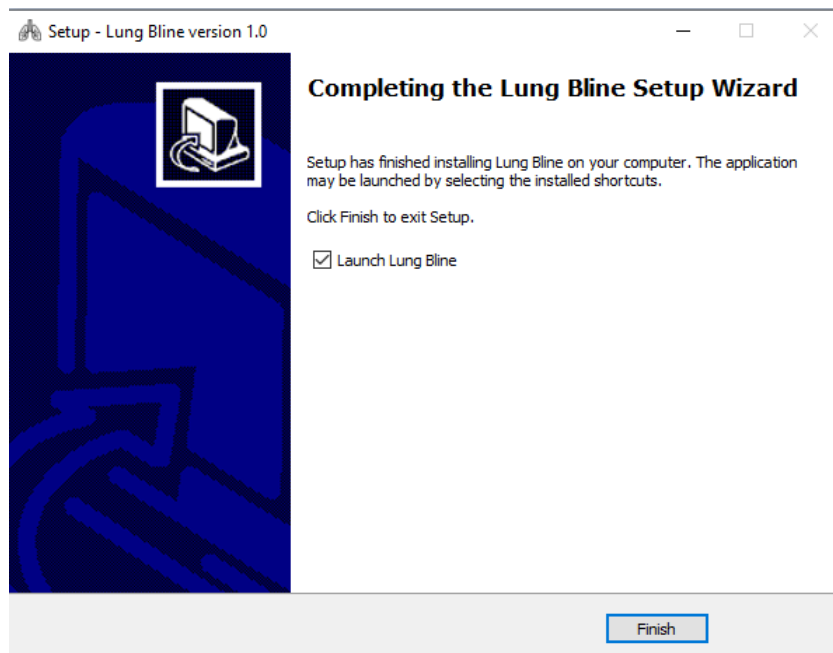 Setup - Lung Bline version 1.0
Completing the Lung Bline Setup Wizard
Setup has finished installing Lung Bline on your computer. The application
may be launched by selecting the installed shortcuts.
Click Finish to exit Setup.
Launch Lung Bline
Finish